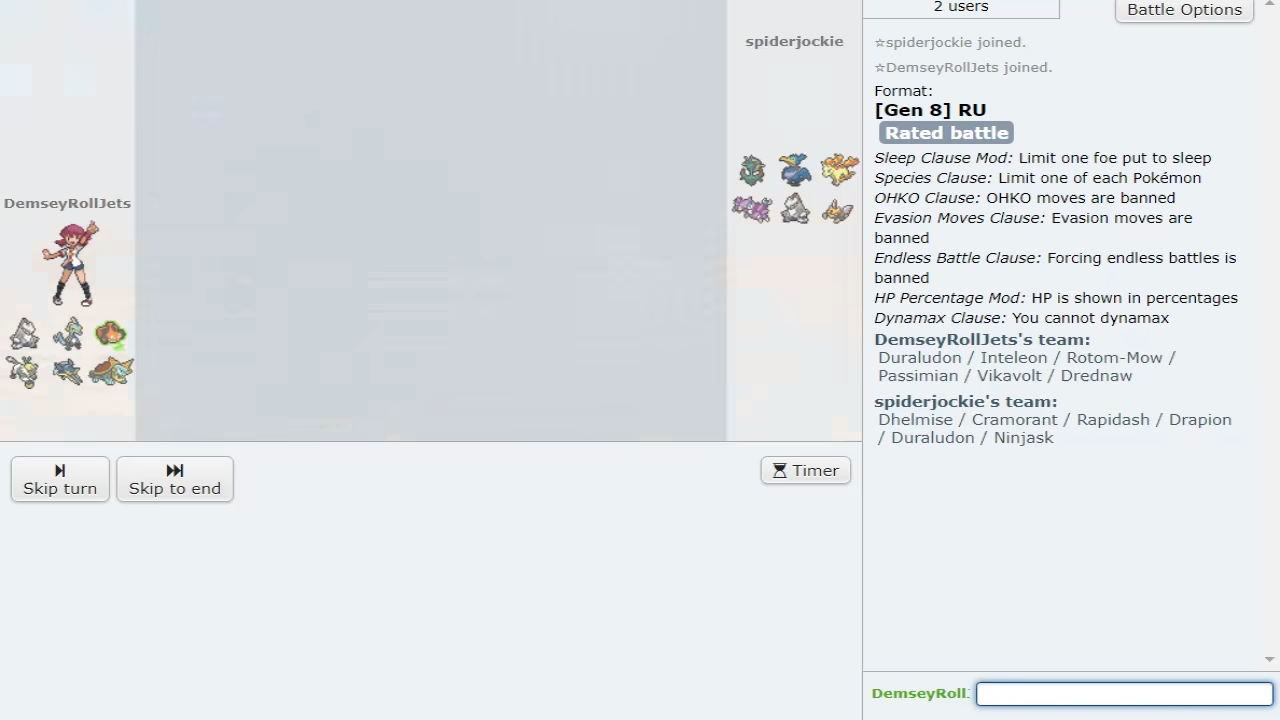 2 users
Battle Options
spiderjockie
☆spiderjockie joined.
☆DemseyRollJets joined.
Format:
[Gen 8] RU
Rated battle
Sleep Clause Mod: Limit one foe put to sleep
Species Clause: Limit one of each Pokémon
OHKO Clause: OHKO moves are banned
Evasion Moves Clause: Evasion moves are
banned
Endless Battle Clause: Forcing endless battles is
banned
HP Percentage Mod: HP is shown in percentages
Dynamax Clause: You cannot dynamax
DemseyRollJets's team:
Duraludon / Inteleon / Rotom-Mow /
Passimian / Vikavolt / Drednaw
spiderjockie's team:
Dhelmise / Cramorant / Rapidash / Drapion
/ Duraludon / Ninjask
DemseyRollJets
Skip turn
Skip to end
Timer
DemseyRoll